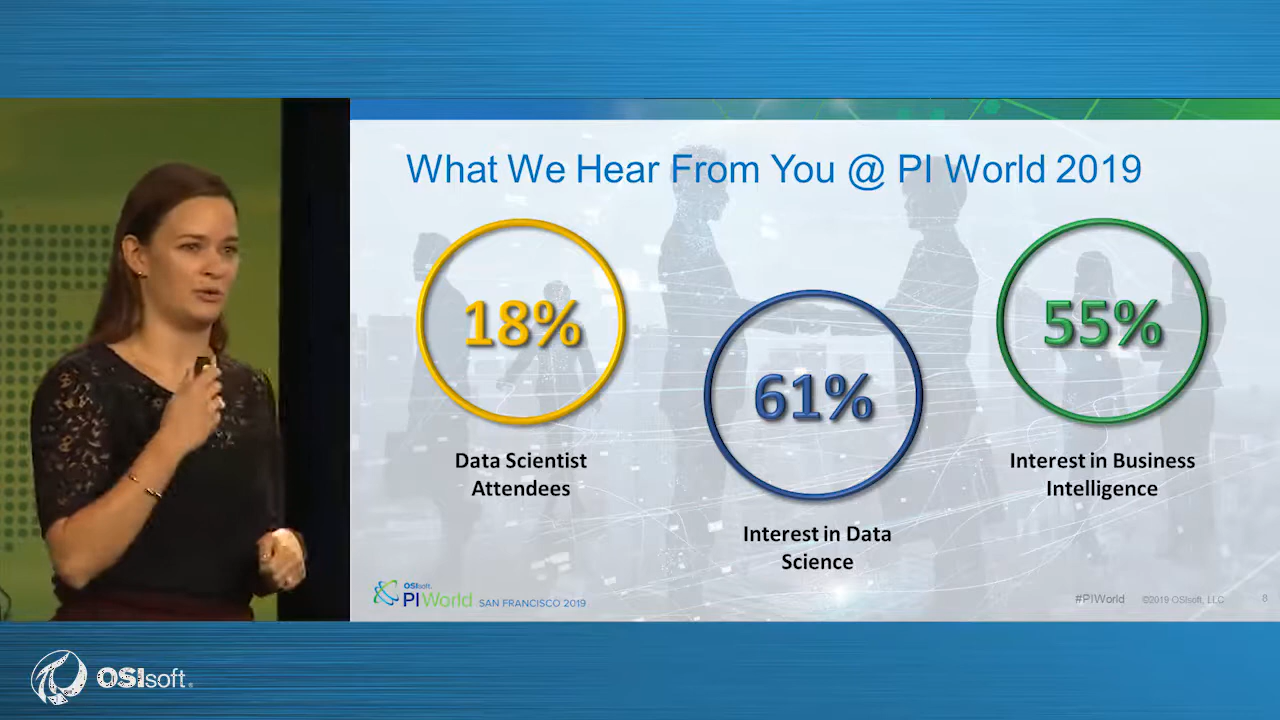 What We Hear From You @ PI World 2019
18%
Data Scientist
Attendees
61%
Interest in Data
Science
55%
Interest in Business
Intelligence
OSIsoft.
PI World SAN FRANCISCO 2019
#PIWorld ©2019 OSIsoft, LLC 8
OSIsoft.